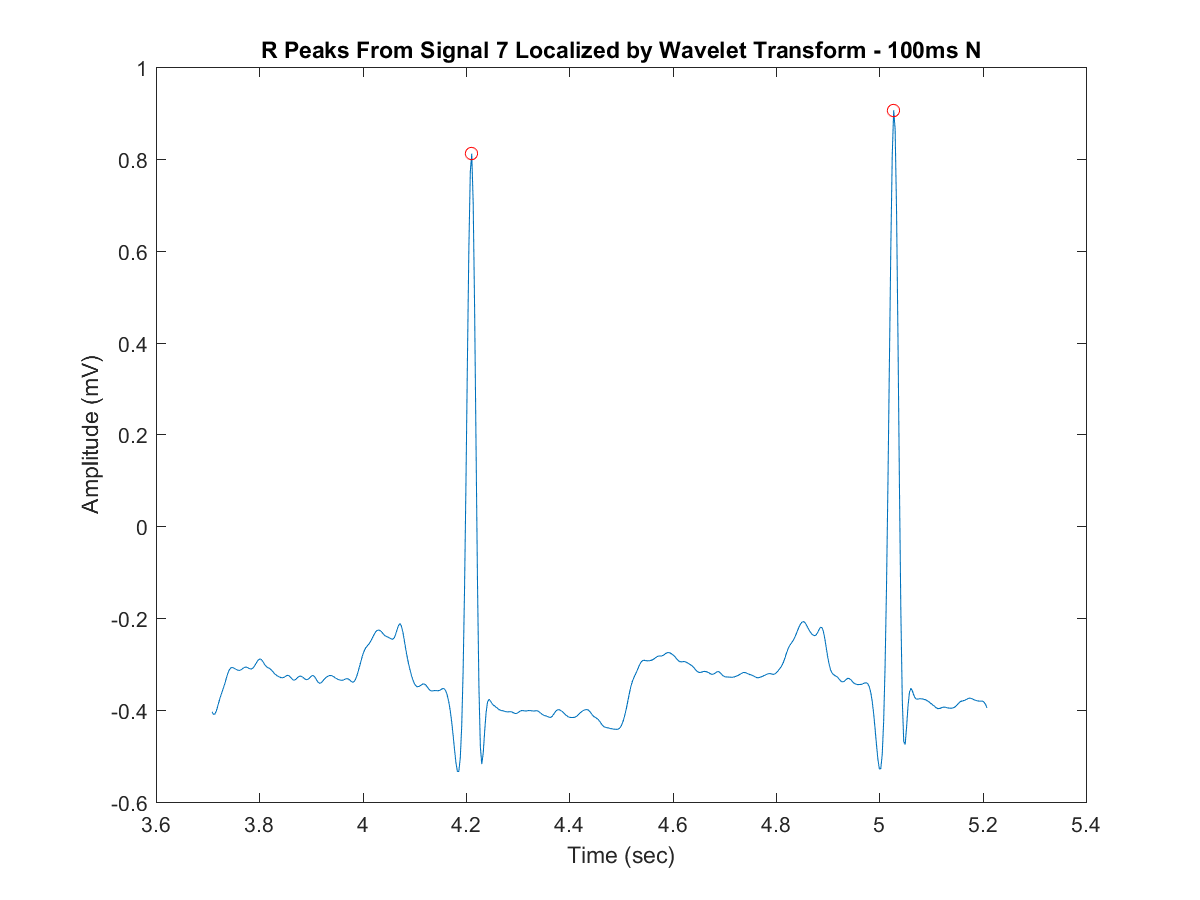 R Peaks From Signal 7 Localized by Wavelet Transform - 100ms N
1
0.8
0.6
0.4
0.2
0
-0.2
-0.4
-0.6
Amplitude (mV)
3.6 3.8 4 4.2 4.4 4.6 4.8 5 5.2 5.4
Time (sec)